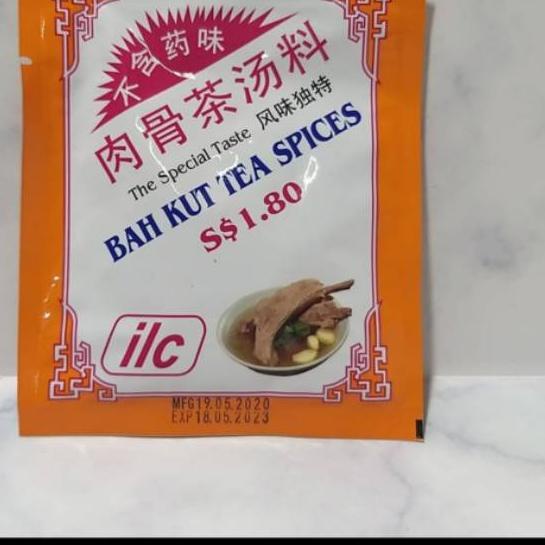 不含药味
肉骨茶汤料
The Special Taste 风味独特
BAH KUT TEA SPICES
S$1.80
ilc
MFG19.05.2020
EXP18.05.2023